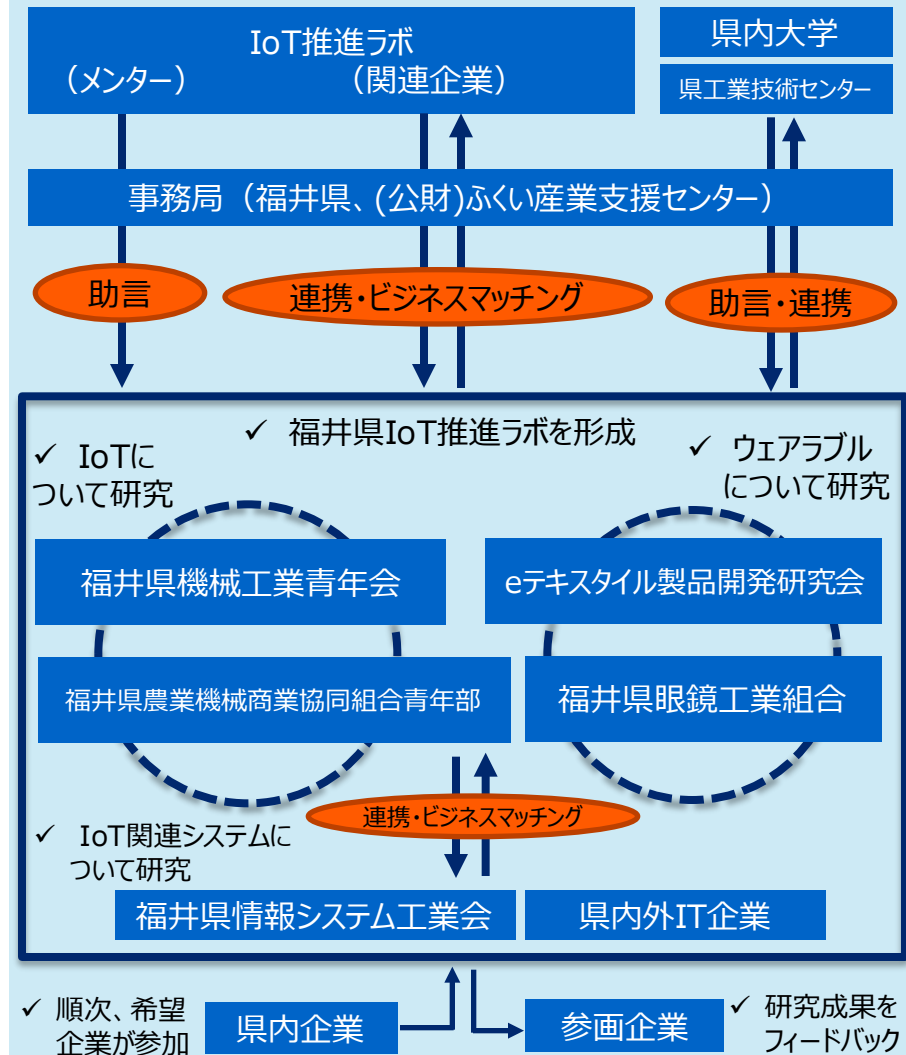 IoT推進ラボ
（メンター） （関連企業）
県内大学
県工業技術センター
事務局（福井県、(公財)ふくい産業支援センター）
助言
連携・ビジネスマッチング
助言・連携
✓ 福井県IoT推進ラボを形成
✓ IoTに
ついて研究
✓ ウェアラブル
について研究
福井県機械工業青年会
eテキスタイル製品開発研究会
福井県農業機械商業協同組合青年部
福井県眼鏡工業組合
連携・ビジネスマッチング
✓ IoT関連システムに
ついて研究
福井県情報システム工業会
県内外IT企業
✓ 順次、希望
企業が参加
県内企業
参画企業
✓ 研究成果を
フィードバック